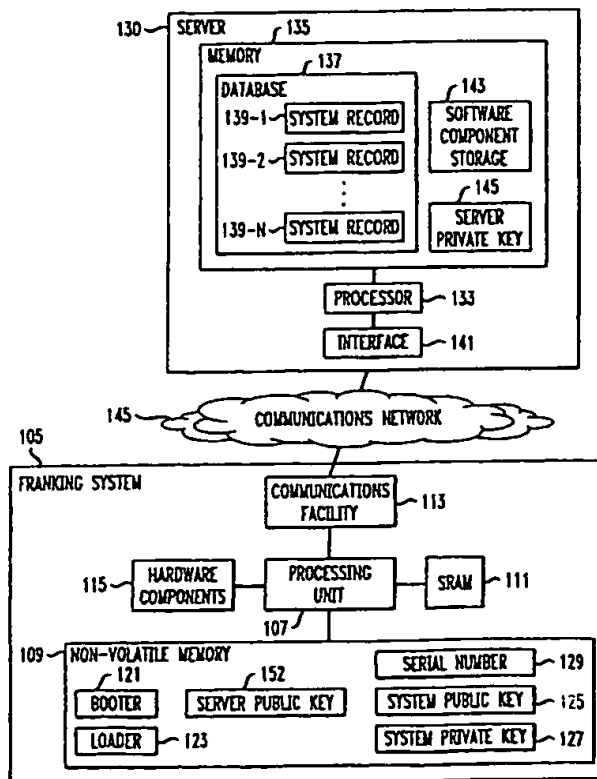 130
SERVER
135
MEMORY
137
DATABASE
139-1
SYSTEM RECORD
139-2
SYSTEM RECORD
139-N
SYSTEM RECORD
143
SOFTWARE
COMPONENT
STORAGE
145
SERVER
PRIVATE KEY
PROCESSOR
133
INTERFACE
141
145
COMMUNICATIONS NETWORK
105
FRANKING SYSTEM
COMMUNICATIONS
FACILITY
113
115
HARDWARE
COMPONENTS
PROCESSING
UNIT
107
SRAM
111
109
NON-VOLATILE MEMORY
121
BOOTER
LOADER
123
152
SERVER PUBLIC KEY
SERIAL NUMBER
129
SYSTEM PUBLIC KEY
125
SYSTEM PRIVATE KEY
127